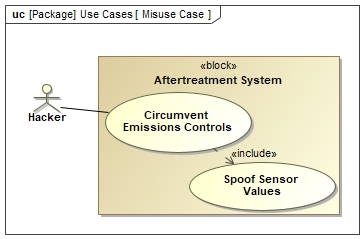 uc [Package] Use Cases [ Misuse Case ]
«block»
Aftertreatment System
Hacker
Circumvent
Emissions Controls
«include»
Spoof Sensor
Values